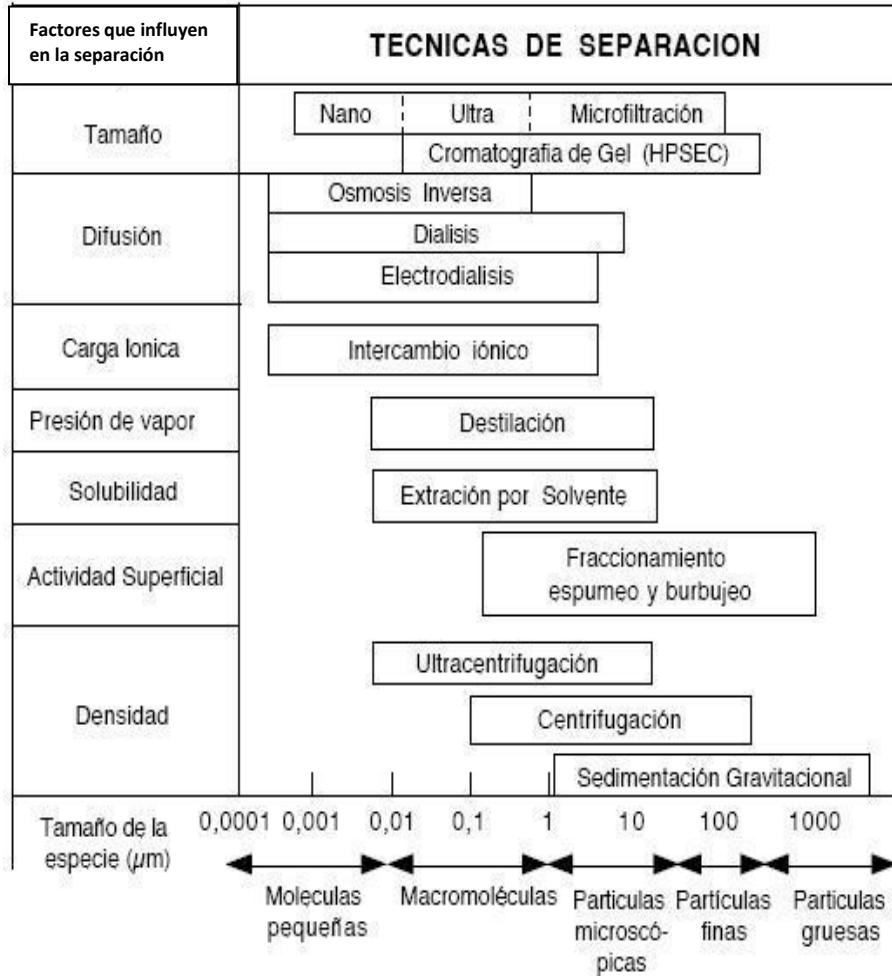 Factores que influyen
en la separación
TECNICAS DE SEPARACION
Tamaño
Nano
Ultra
Microfiltración
Cromatografia de Gel (HPSEC)
Difusión
Osmosis Inversa
Dialisis
Electrodialisis
Carga Ionica
Intercambio iónico
Presión de vapor
Destilación
Solubilidad
Extración por Solvente
Actividad Superficial
Fraccionamiento
espumeo y burbujeo
Densidad
Ultracentrifugación
Centrifugación
Sedimentación Gravitacional
Tamaño de la
especie (µm)
0,0001 0,001 0,01 0,1 1 10 100 1000
Moleculas
pequeñas
Macromoléculas
Particulas
microscó-
picas
Partículas
finas
Particulas
gruesas